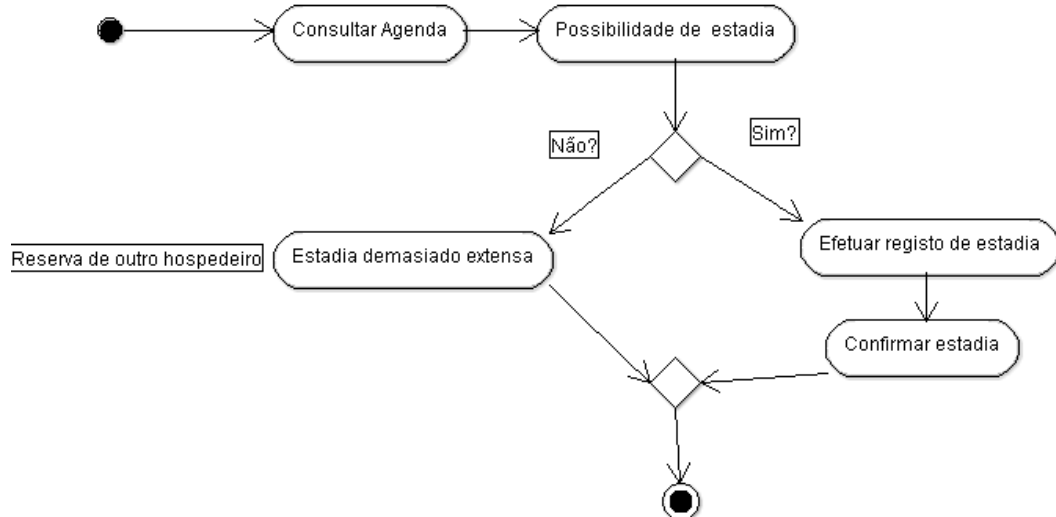 Consultar Agenda
Possibilidade de estadia
Não?
Sim?
Reserva de outro hospedeiro
Estadia demasiado extensa
Efetuar registo de estadia
Confirmar estadia